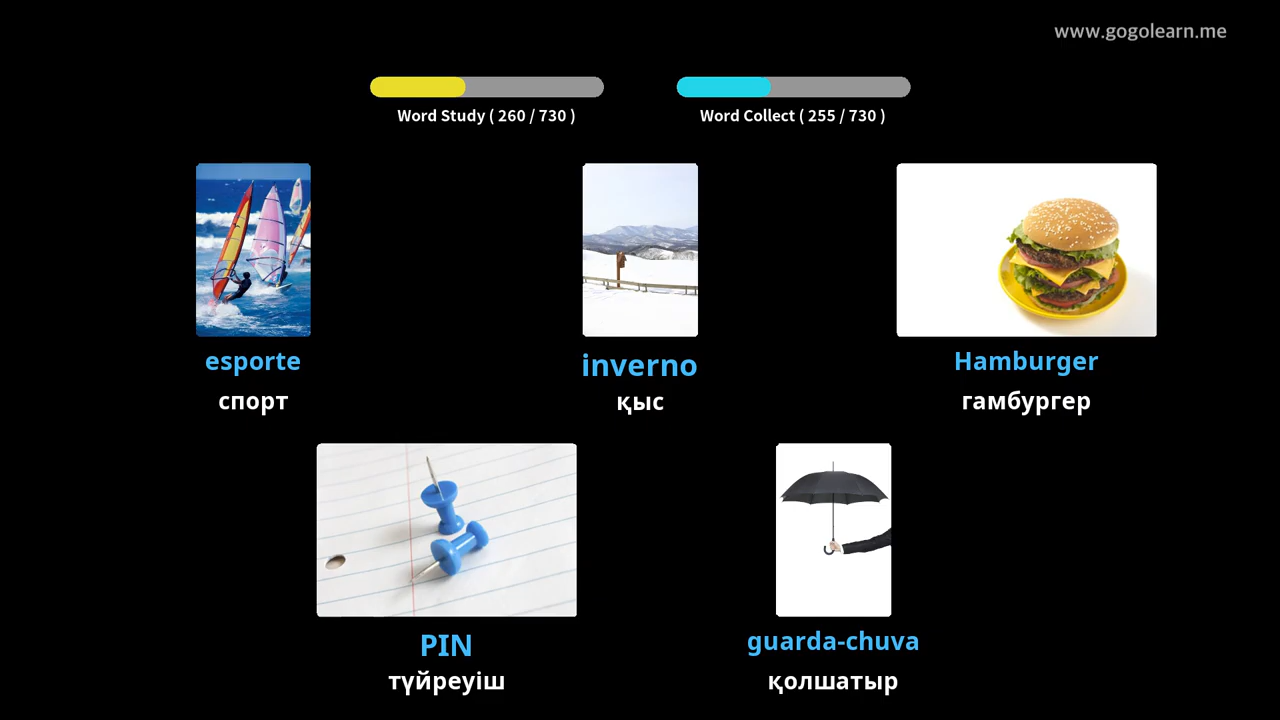 www.gogolearn.me
Word Study ( 260 / 730 )
Word Collect ( 255 / 730 )
esporte
спорт
inverno
қыс
Hamburger
гамбургер
PIN
түйреуіш
guarda-chuva
қолшатыр